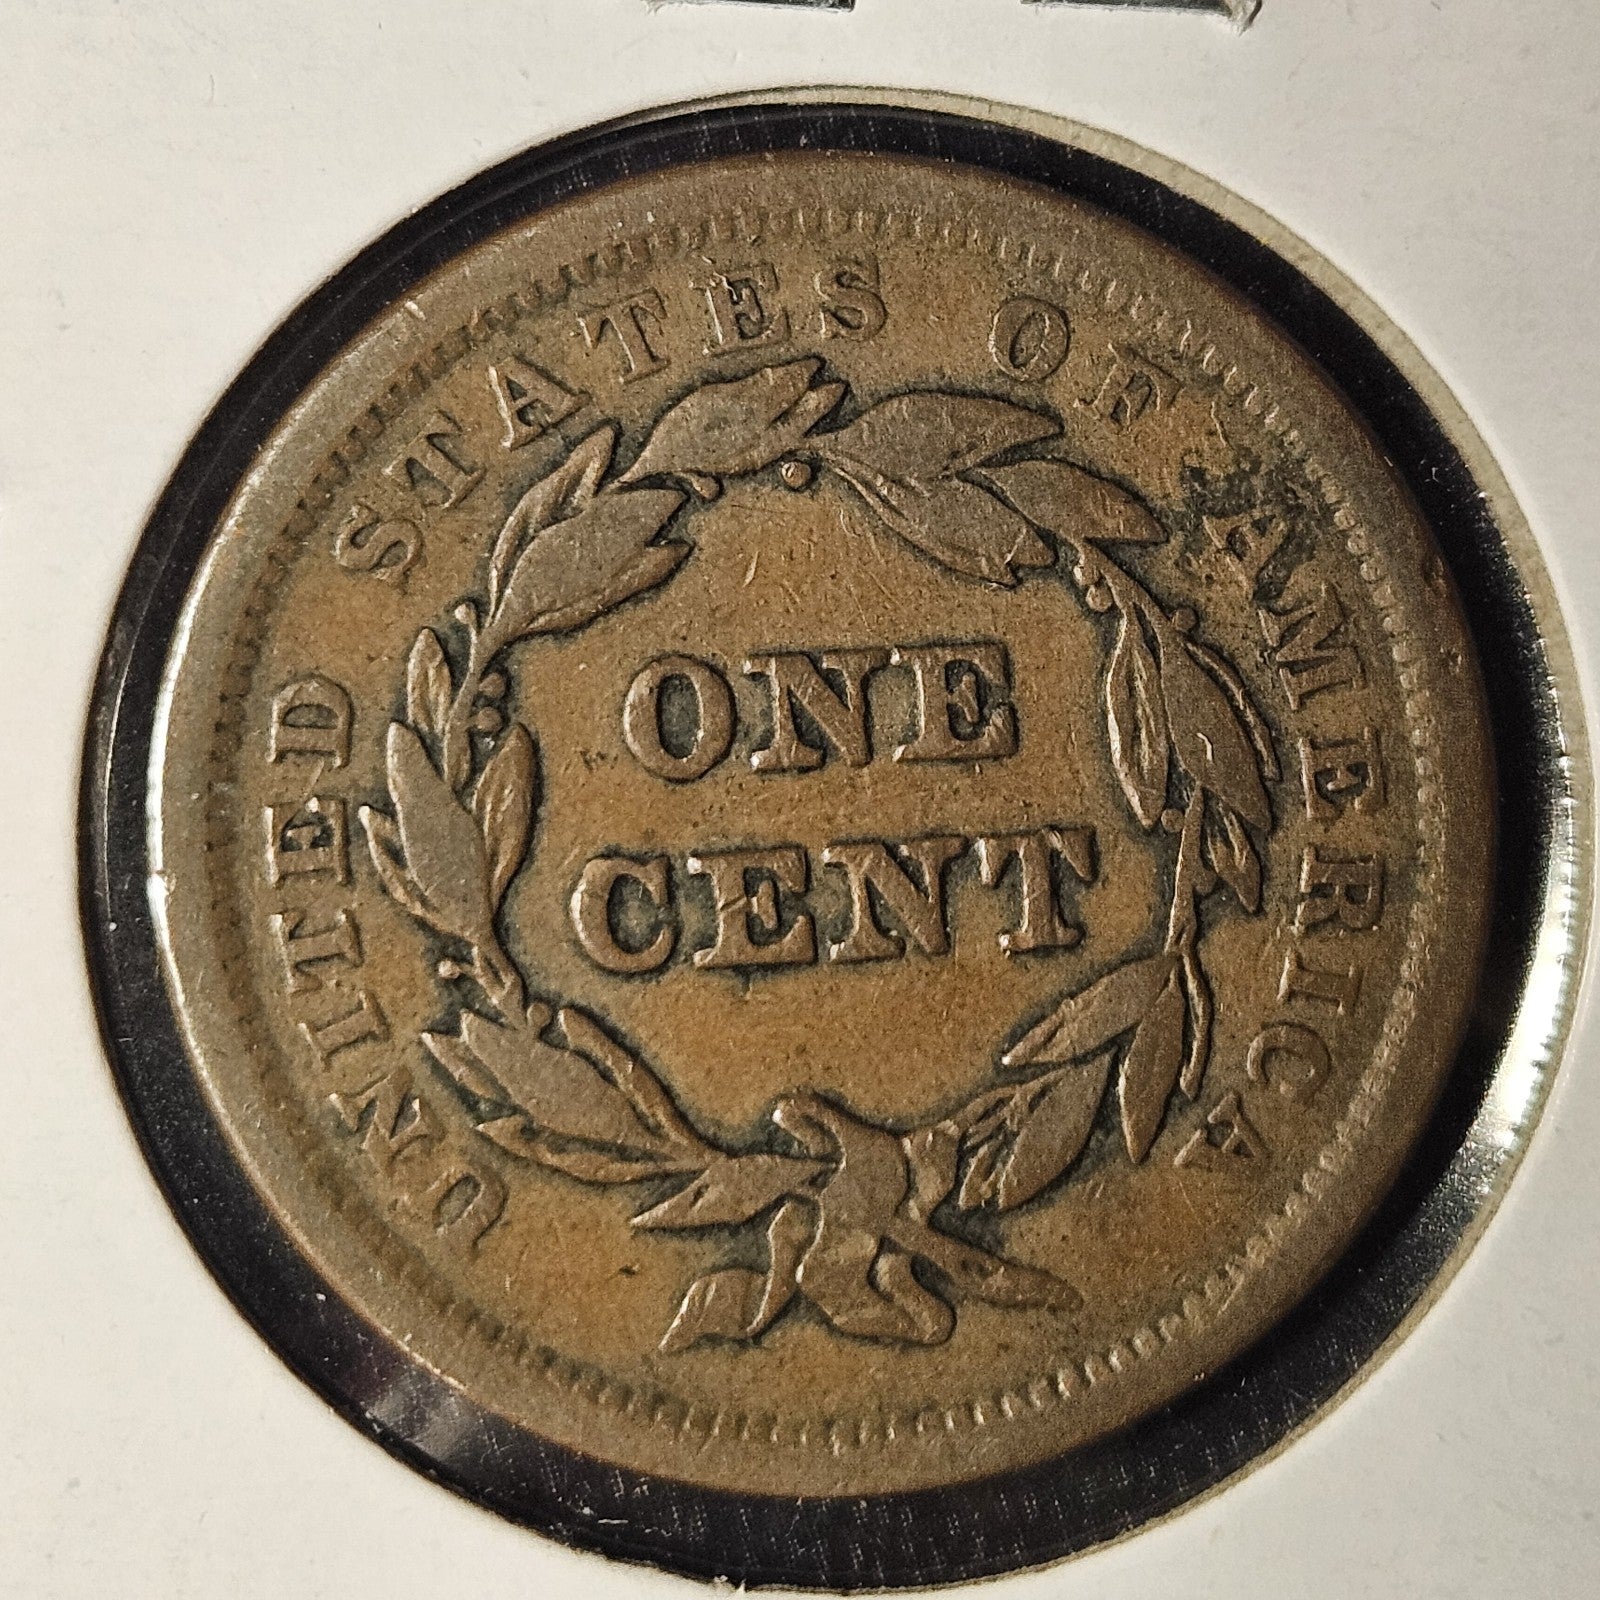 UNITED STATES OF AMERICA
ONE
CENT